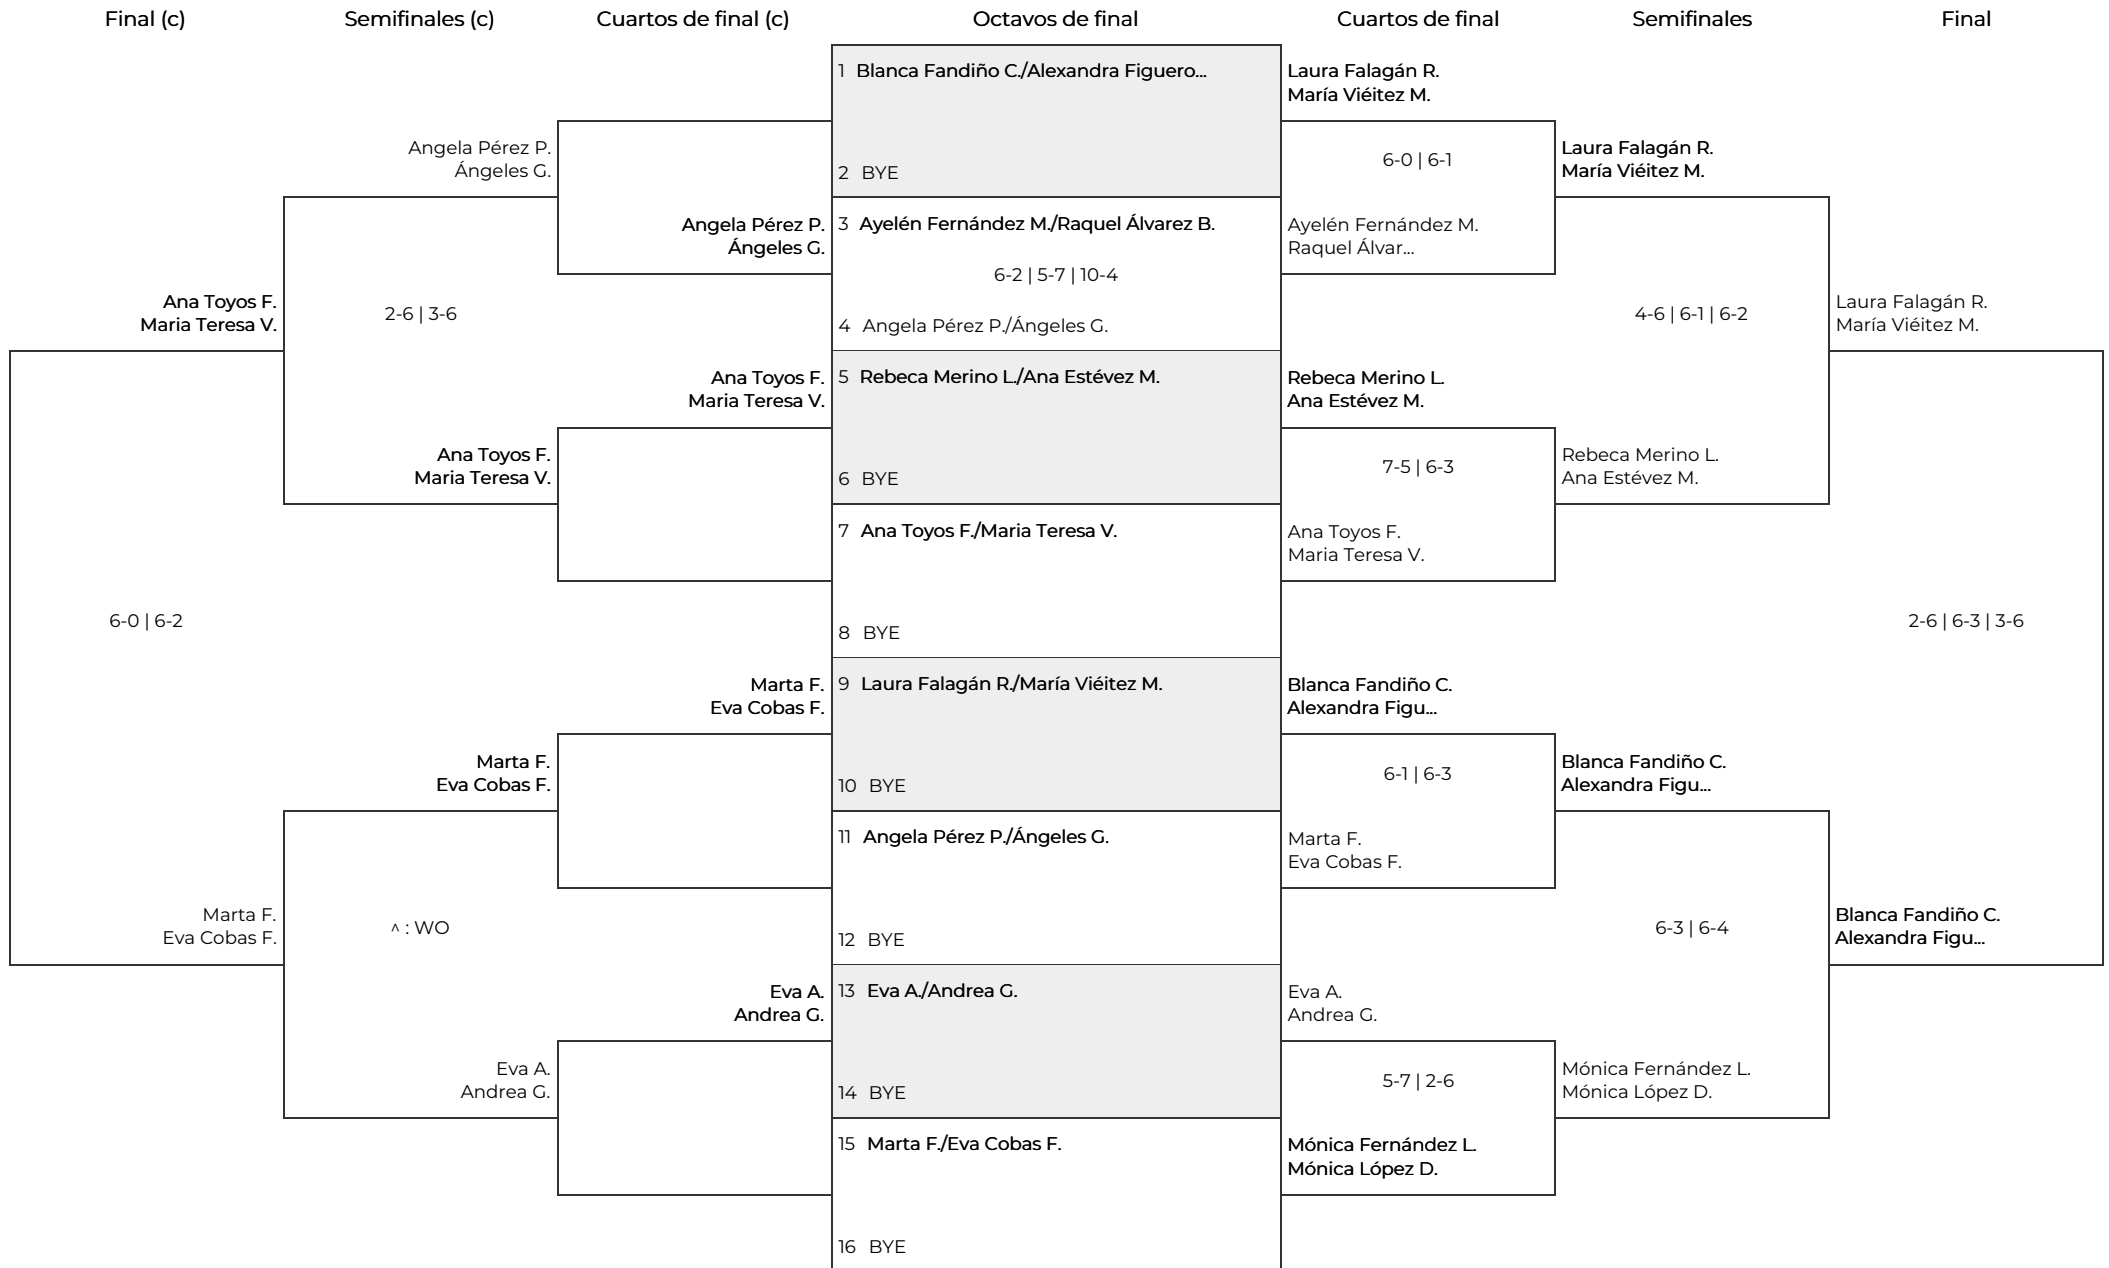 Final (c)
Semifinales (c)
Cuartos de final (c)
Octavos de final
Cuartos de final
Semifinales
Final
Ana Toyos F.
Maria Teresa V.
6-0 | 6-2
Marta F.
Eva Cobas F.
Angela Pérez P.
Ángeles G.
2-6 | 3-6
Ana Toyos F.
Maria Teresa V.
Marta F.
Eva Cobas F.
^ : WO
Eva A.
Andrea G.
Angela Pérez P.
Ángeles G.
Ana Toyos F.
Maria Teresa V.
Marta F.
Eva Cobas F.
Eva A.
Andrea G.
1 Blanca Fandiño C./Alexandra Figuero...
2 BYE
3 Ayelén Fernández M./Raquel Álvarez B.
6-2 | 5-7 | 10-4
4 Angela Pérez P./Ángeles G.
5 Rebeca Merino L./Ana Estévez M.
6 BYE
7 Ana Toyos F./Maria Teresa V.
8 BYE
9 Laura Falagán R./María Viéitez M.
10 BYE
11 Angela Pérez P./Ángeles G.
12 BYE
13 Eva A./Andrea G.
14 BYE
15 Marta F./Eva Cobas F.
16 BYE
Laura Falagán R.
María Viéitez M.
6-0 | 6-1
Ayelén Fernández M.
Raquel Álvar...
Rebeca Merino L.
Ana Estévez M.
7-5 | 6-3
Ana Toyos F.
Maria Teresa V.
Blanca Fandiño C.
Alexandra Figu...
6-1 | 6-3
Marta F.
Eva Cobas F.
Eva A.
Andrea G.
5-7 | 2-6
Mónica Fernández L.
Mónica López D.
Laura Falagán R.
María Viéitez M.
4-6 | 6-1 | 6-2
Rebeca Merino L.
Ana Estévez M.
Blanca Fandiño C.
Alexandra Figu...
6-3 | 6-4
Mónica Fernández L.
Mónica López D.
Laura Falagán R.
María Viéitez M.
2-6 | 6-3 | 3-6
Blanca Fandiño C.
Alexandra Figu...